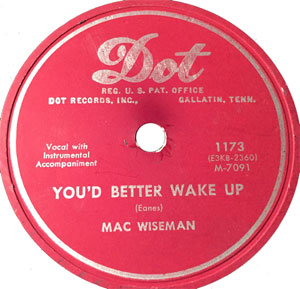 Dot
REG. U. S. PAT. OFFICE
DOT RECORDS, INC., GALLATIN, TENN.
Vocal with
Instrumental
Accompaniment
1173
(E3KB-2360)
M-7091
YOU'D BETTER WAKE UP
(Eanes)
MAC WISEMAN